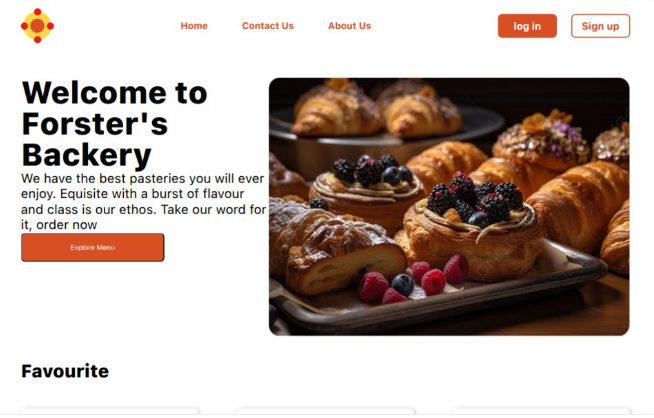 Home
Contact Us
About Us
log in
Sign up
Welcome to
Forster's
Backery
We have the best pasteries you will ever
enjoy. Equisite with a burst of flavour
and class is our ethos. Take our word for
it, order now
Explore Menu
Favourite